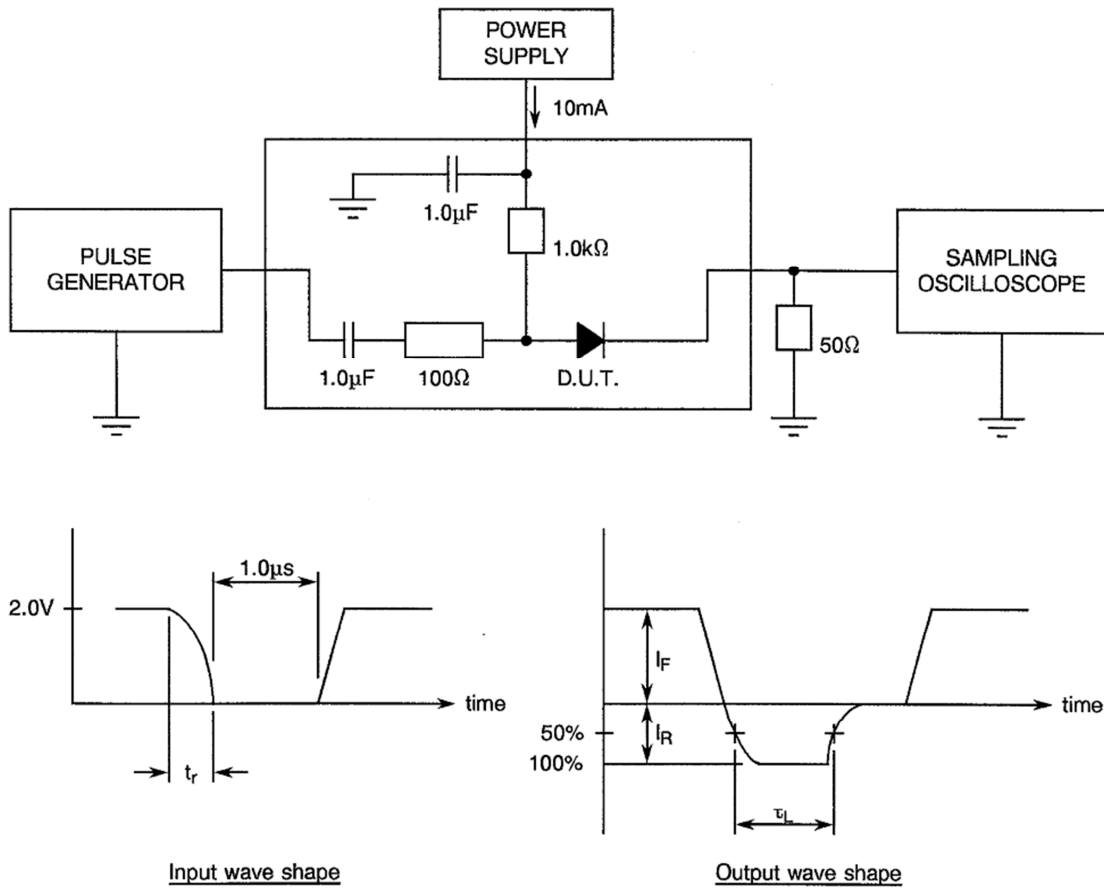 POWER
SUPPLY
10mA
1.0μF
1.0kΩ
PULSE
GENERATOR
SAMPLING
OSCILLOSCOPE
50Ω
1.0μF
100Ω
D.U.T.
1.0μs
2.0V
time
tr
Input wave shape
IF
IR
50%
100%
time
τL
Output wave shape